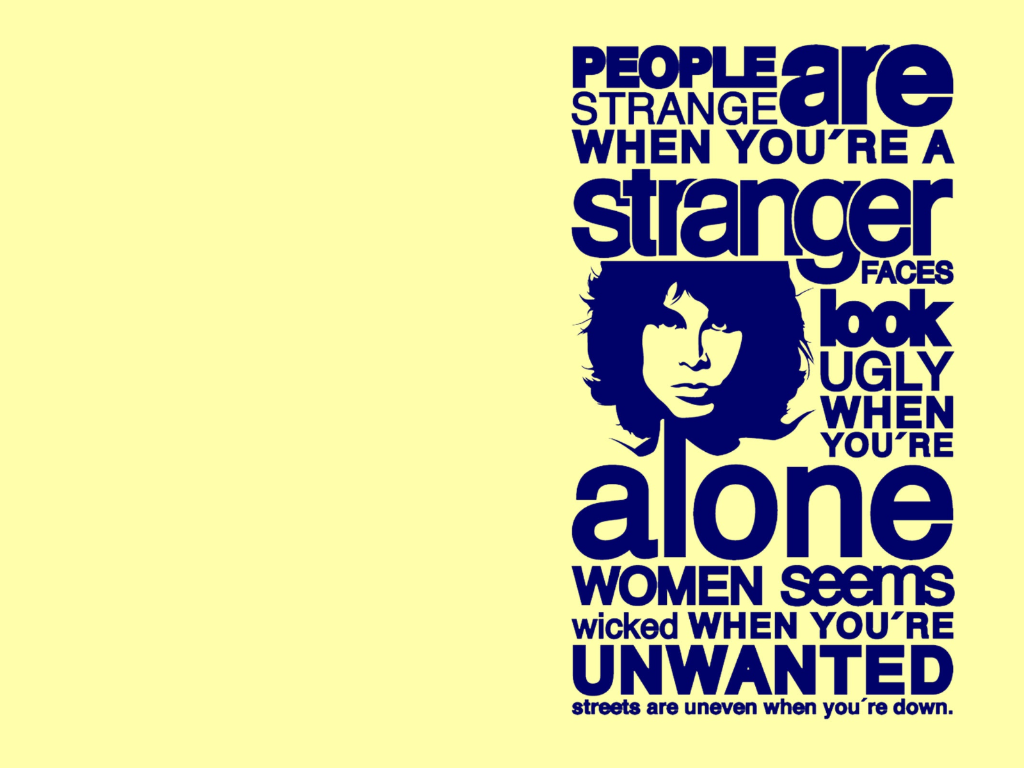 PEOPLE are
STRANGE
WHEN YOU´RE A
stranger
FACES
look
UGLY
WHEN
YOU´RE
alone
WOMEN seems
wicked WHEN YOU´RE
UNWANTED
streets are uneven when you´re down.